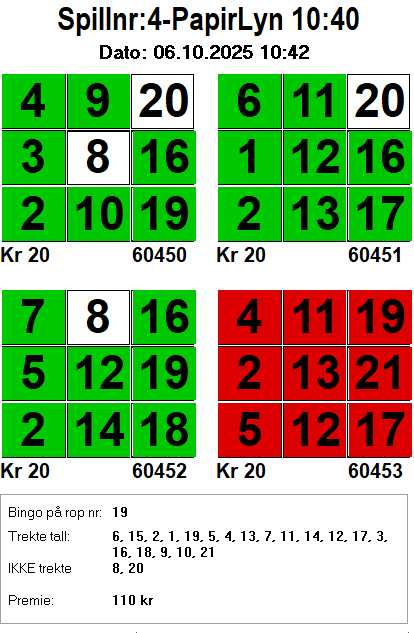 Spillnr:4-PapirLyn 10:40
Dato: 06.10.2025 10:42
4 9 20
3 8 16
2 10 19
Kr 20 60450
6 11 20
1 12 16
2 13 17
Kr 20 60451
7 8 16
5 12 19
2 14 18
Kr 20 60452
4 11 19
2 13 21
5 12 17
Kr 20 60453
Bingo på rop nr: 19
Trekte tall: 6, 15, 2, 1, 19, 5, 4, 13, 7, 11, 14, 12, 17, 3,
16, 18, 9, 10, 21
IKKE trekte 8, 20
Premie: 110 kr